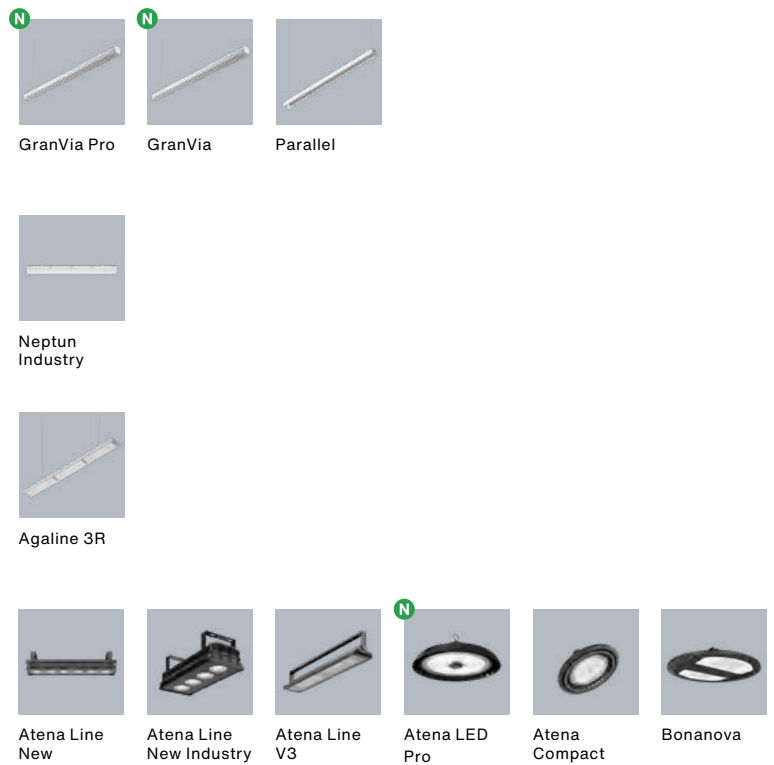 N
N
GranVia Pro
GranVia
Parallel
Neptun
Industry
Agaline 3R
N
Atena Line
New
Atena Line
New Industry
Atena Line
V3
Atena LED
Pro
Atena
Compact
Bonanova